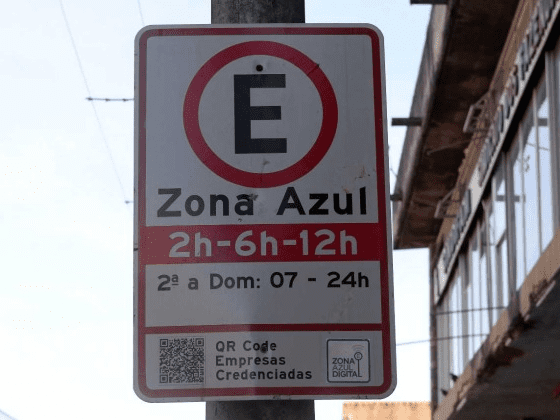 E
Zona Azul
2h-6h-12h
2ª a Dom: 07 - 24h
QR Code
Empresas
Credenciadas
ZONA
AZUL
DIGITAL